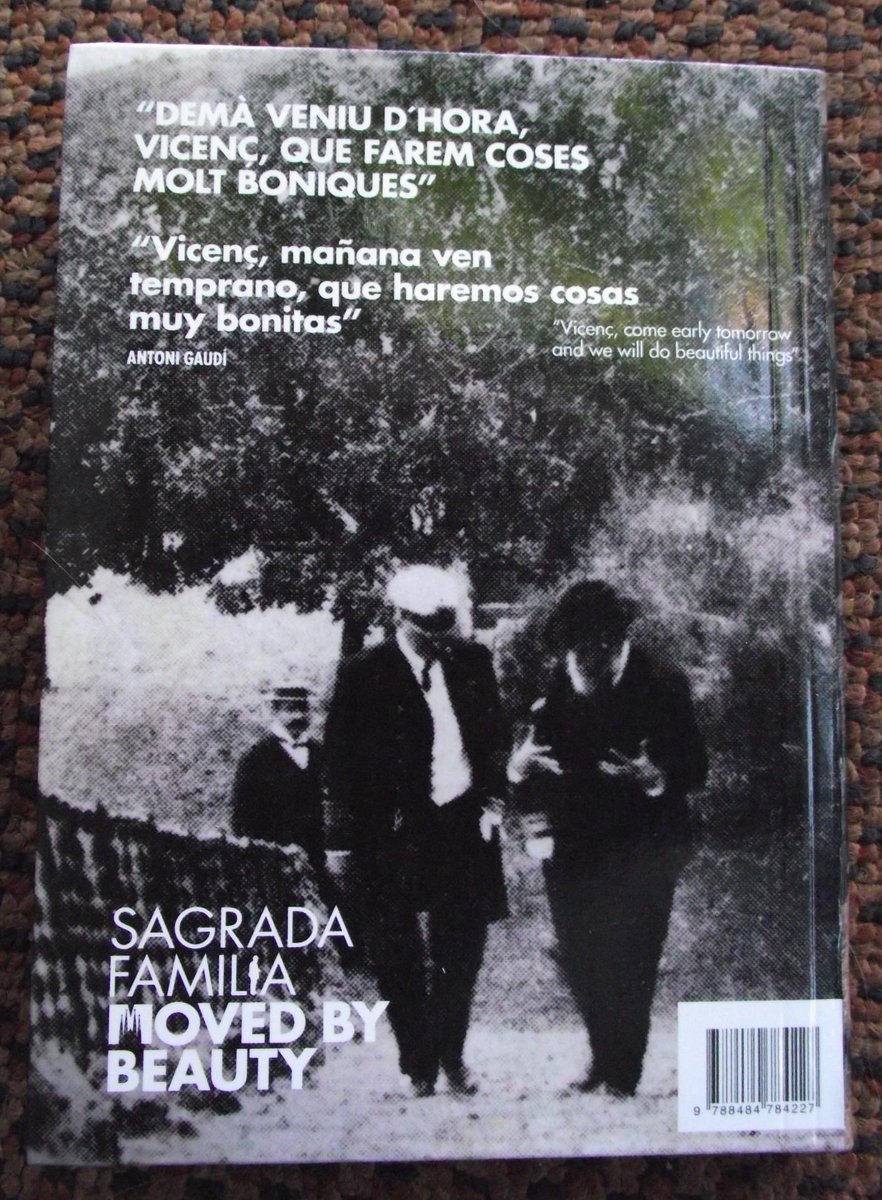 “DEMÀ VENIU D´HORA,
VICENÇ, QUE FAREM COSES
MOLT BONIQUES”
“Vicenç, mañana ven
temprano, que haremos cosas
muy bonitas”
ANTONI GAUDÍ
“Vicenç, come early tomorrow
and we will do beautiful things”
SAGRADA
FAMILIA
MOVED BY
BEAUTY
9 788484 784227